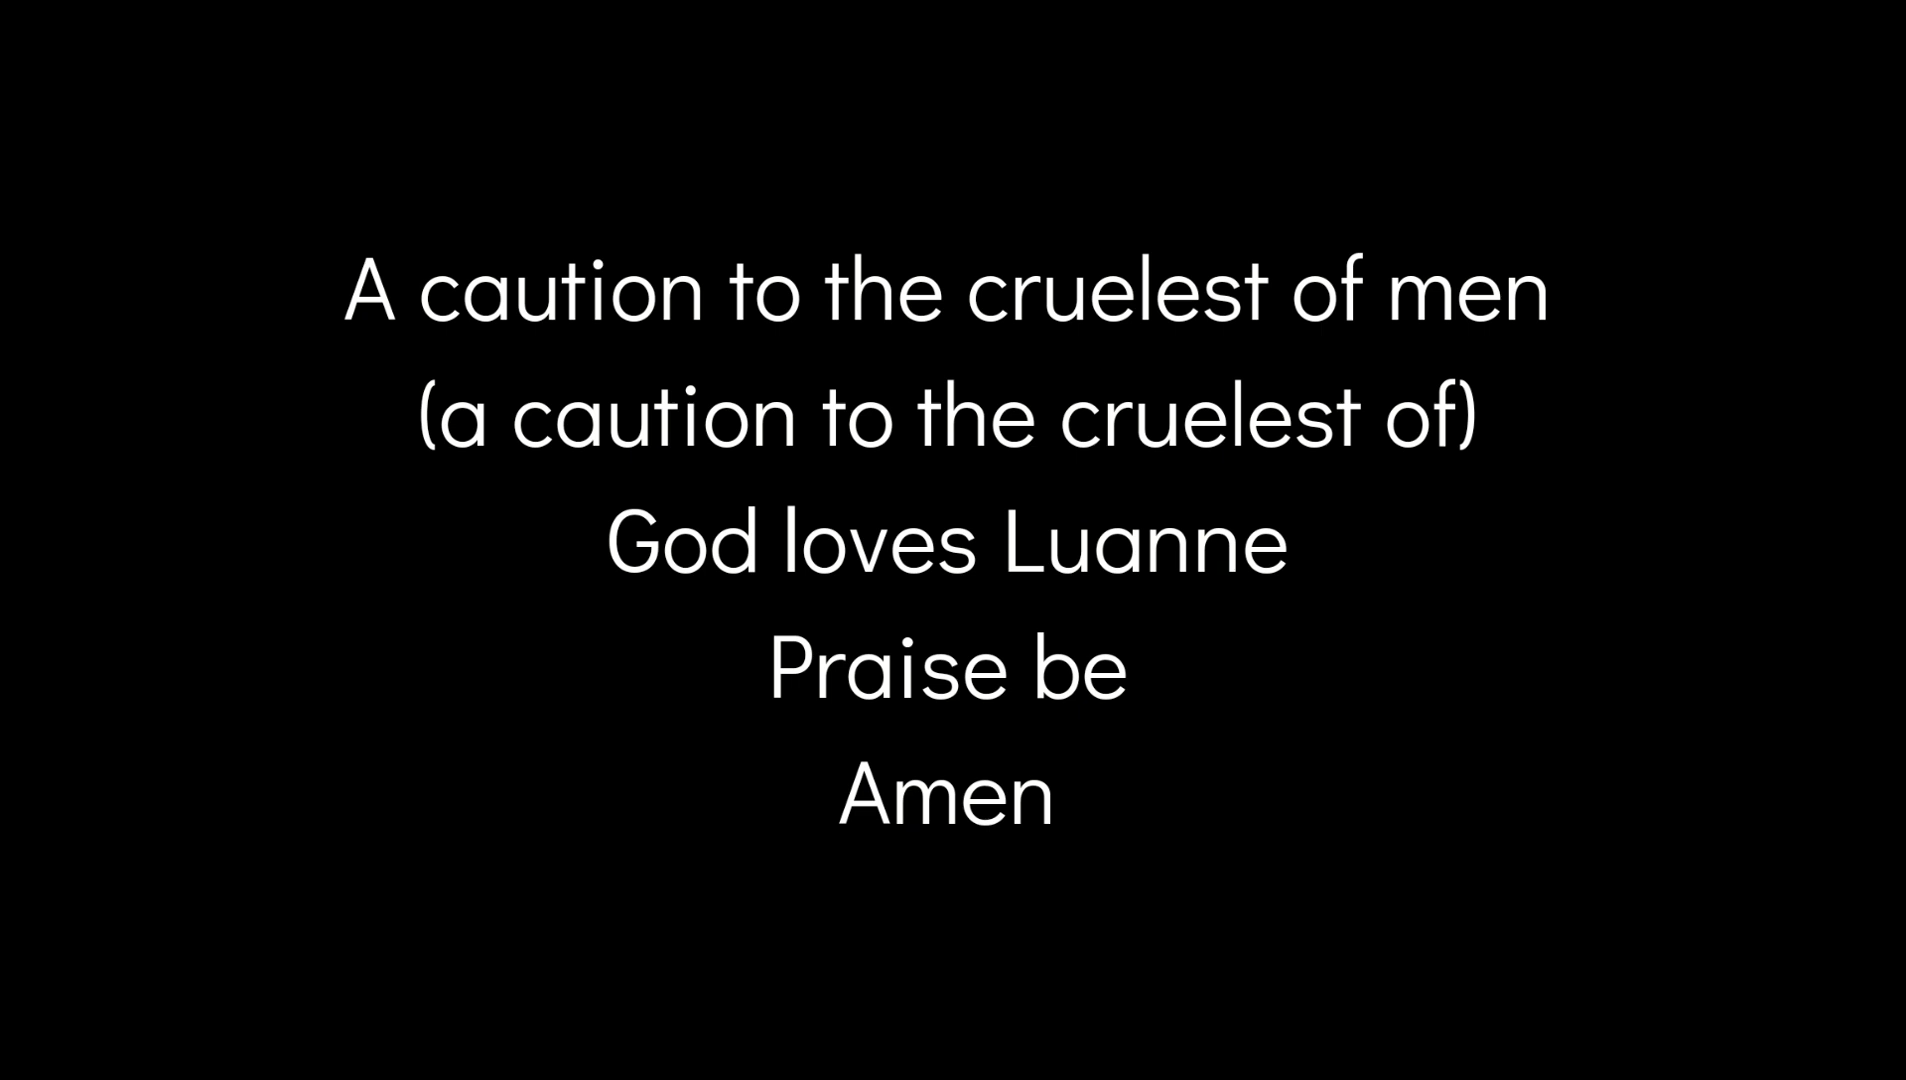 A caution to the cruelest of men
(a caution to the cruelest of)
God loves Luanne
Praise be
Amen